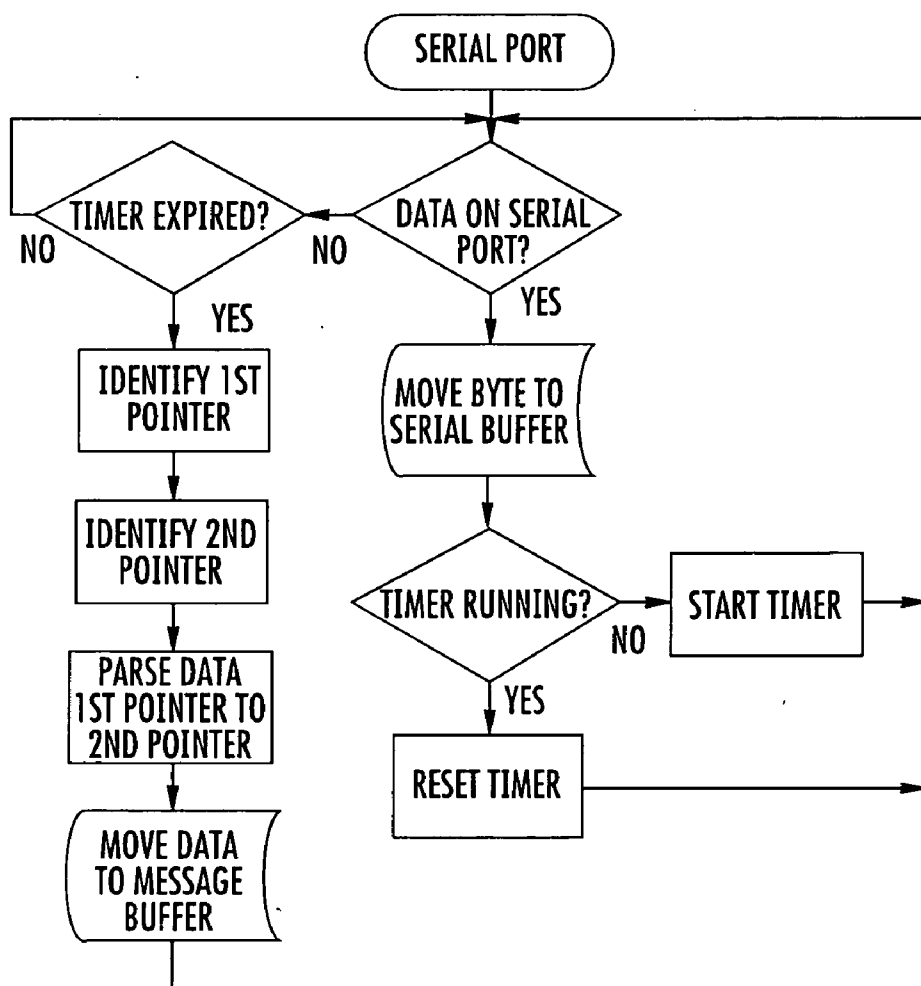 SERIAL PORT
TIMER EXPIRED?
NO
DATA ON SERIAL
PORT?
NO
YES
YES
IDENTIFY 1ST
POINTER
MOVE BYTE TO
SERIAL BUFFER
IDENTIFY 2ND
POINTER
TIMER RUNNING?
NO
START TIMER
PARSE DATA
1ST POINTER TO
2ND POINTER
YES
RESET TIMER
MOVE DATA
TO MESSAGE
BUFFER